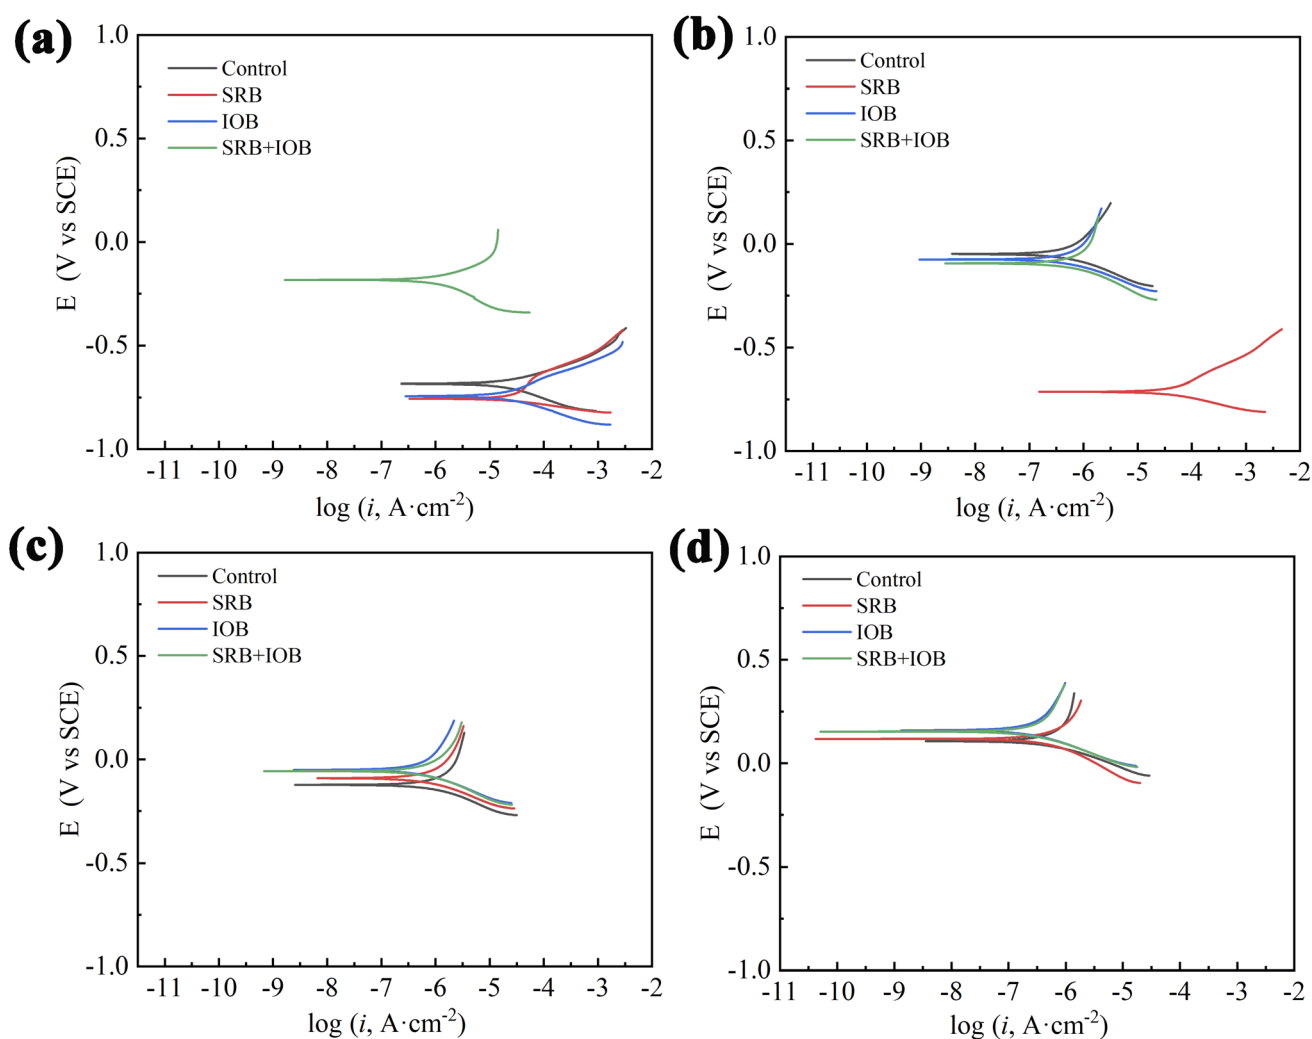 (a)
1.0
0.5
0.0
-0.5
-1.0
E (V vs SCE)
Control
SRB
IOB
SRB+IOB
-11 -10 -9 -8 -7 -6 -5 -4 -3 -2
log (i, A·cm-2)
(b)
1.0
0.5
0.0
-0.5
-1.0
E (V vs SCE)
Control
SRB
IOB
SRB+IOB
-11 -10 -9 -8 -7 -6 -5 -4 -3 -2
log (i, A·cm-2)
(c)
1.0
0.5
0.0
-0.5
-1.0
E (V vs SCE)
Control
SRB
IOB
SRB+IOB
-11 -10 -9 -8 -7 -6 -5 -4 -3 -2
log (i, A·cm-2)
(d)
1.0
0.5
0.0
-0.5
-1.0
E (V vs SCE)
Control
SRB
IOB
SRB+IOB
-11 -10 -9 -8 -7 -6 -5 -4 -3 -2
log (i, A·cm-2)